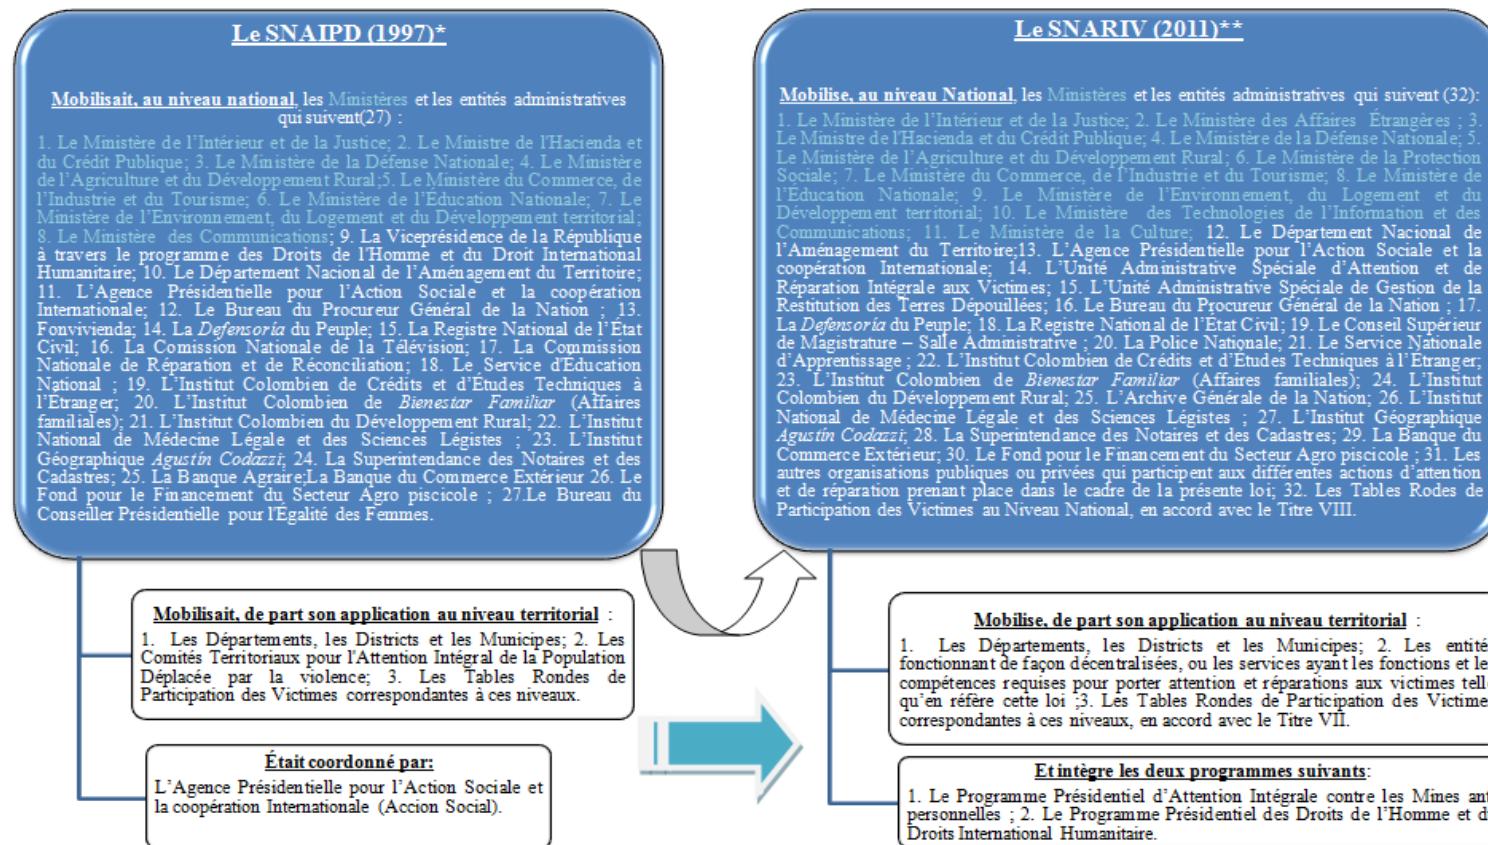 Le SNAIPD (1997)*
Mobilisait, au niveau national, les Ministères et les entités administratives
qui suivent(27) :
1. Le Ministère de l'Intérieur et de la Justice; 2. Le Ministre de l'Hacienda et
du Crédit Publique; 3. Le Ministère de la Défense Nationale; 4. Le Ministère
de l'Agriculture et du Développement Rural;5. Le Ministère du Commerce, de
l'Industrie et du Tourisme; 6. Le Ministère de l'Éducation Nationale; 7. Le
Ministère de l'Environnement, du Logement et du Développement territorial;
8. Le Ministère des Communications; 9. La Viceprésidence de la République
à travers le programme des Droits de l'Homme et du Droit International
Humanitaire; 10. Le Département Nacional de l'Aménagement du Territoire;
11. L'Agence Présidentielle pour l'Action Sociale et la coopération
Internationale; 12. Le Bureau du Procureur Général de la Nation ; 13.
Fonvivienda; 14. La Defensoría du Peuple; 15. La Registre National de l'État
Civil; 16. La Comission Nationale de la Télévision; 17. La Commission
Nationale de Réparation et de Réconciliation; 18. Le Service d'Education
National ; 19. L'Institut Colombien de Crédits et d'Études Techniques à
l'Étranger; 20. L'Institut Colombien de Bienestar Familiar (Affaires
familiales); 21. L'Institut Colombien du Développement Rural; 22. L'Institut
National de Médecine Légale et des Sciences Légistes ; 23. L'Institut
Géographique Agustín Codazzi; 24. La Superintendance des Notaires et des
Cadastres; 25. La Banque Agraire;La Banque du Commerce Extérieur 26. Le
Fond pour le Financement du Secteur Agro piscicole ; 27.Le Bureau du
Conseiller Présidentielle pour l'Égalité des Femmes.
Mobilisait, de part son application au niveau territorial :
1. Les Départements, les Districts et les Municipes; 2. Les
Comités Territoriaux pour l'Attention Intégral de la Population
Déplacée par la violence; 3. Les Tables Rondes de
Participation des Victimes correspondantes à ces niveaux.
Était coordonné par:
L'Agence Présidentielle pour l'Action Sociale et
la coopération Internationale (Accion Social).
Le SNARIV (2011)**
Mobilise, au niveau National, les Ministères et les entités administratives qui suivent (32):
1. Le Ministère de l'Intérieur et de la Justice; 2. Le Ministère des Affaires Étrangères ; 3.
Le Ministre de l'Hacienda et du Crédit Publique; 4. Le Ministère de la Défense Nationale; 5.
Le Ministère de l'Agriculture et du Développement Rural; 6. Le Ministère de la Protection
Sociale; 7. Le Ministère du Commerce, de l'Industrie et du Tourisme; 8. Le Ministère de
l'Éducation Nationale; 9. Le Ministère de l'Environnement, du Logement et du
Développement territorial; 10. Le Ministère des Technologies de l'Information et des
Communications; 11. Le Ministère de la Culture; 12. Le Départment Nacional de
l'Aménagement du Territoire;13. L'Agence Présidentielle pour l'Action Sociale et la
coopération Internationale; 14. L'Unité Administrative Spéciale d'Attention et de
Réparation Intégrale aux Victimes; 15. L'Unité Administrative Spéciale de Gestion de la
Restitution des Terres Dépouillées; 16. Le Bureau du Procureur Général de la Nation ; 17.
La Defensoría du Peuple; 18. La Registre National de l'État Civil; 19. Le Conseil Supérieur
de Magistrature – Salle Administrative ; 20. La Police Nationale; 21. Le Service Nationale
d'Apprentissage ; 22. L'Institut Colombien de Crédits et d'Études Techniques à l'Étranger;
23. L'Institut Colombien de Bienestar Familiar (Affaires familiales); 24. L'Institut
Colombien du Développement Rural; 25. L'Archive Générale de la Nation; 26. L'Institut
National de Médecine Légale et des Sciences Légistes ; 27. L'Institut Géographique
Agustín Codazzi; 28. La Superintendance des Notaires et des Cadastres; 29. La Banque du
Commerce Extérieur; 30. Le Fond pour le Financement du Secteur Agro piscicole ; 31. Les
autres organisations publiques ou privées qui participent aux différentes actions d'attention
et de réparation prenant place dans le cadre de la présente loi; 32. Les Tables Rodes de
Participation des Victimes au Niveau National, en accord avec le Titre VIII.
Mobilise, de part son application au niveau territorial :
1. Les Départements, les Districts et les Municipes; 2. Les entité
fonctionnant de façon décentralisées, ou les services ayant les fonctions et le
compétences requises pour porter attention et réparations aux victimes tell
qu'en réfère cette loi ;3. Les Tables Rondes de Participation des Victime
correspondantes à ces niveaux, en accord avec le Titre VII.
Et intègre les deux programmes suivants:
1. Le Programme Présidentiel d'Attention Intégrale contre les Mines ant
personnelles ; 2. Le Programme Présidentiel des Droits de l'Homme et d
Droits International Humanitaire.